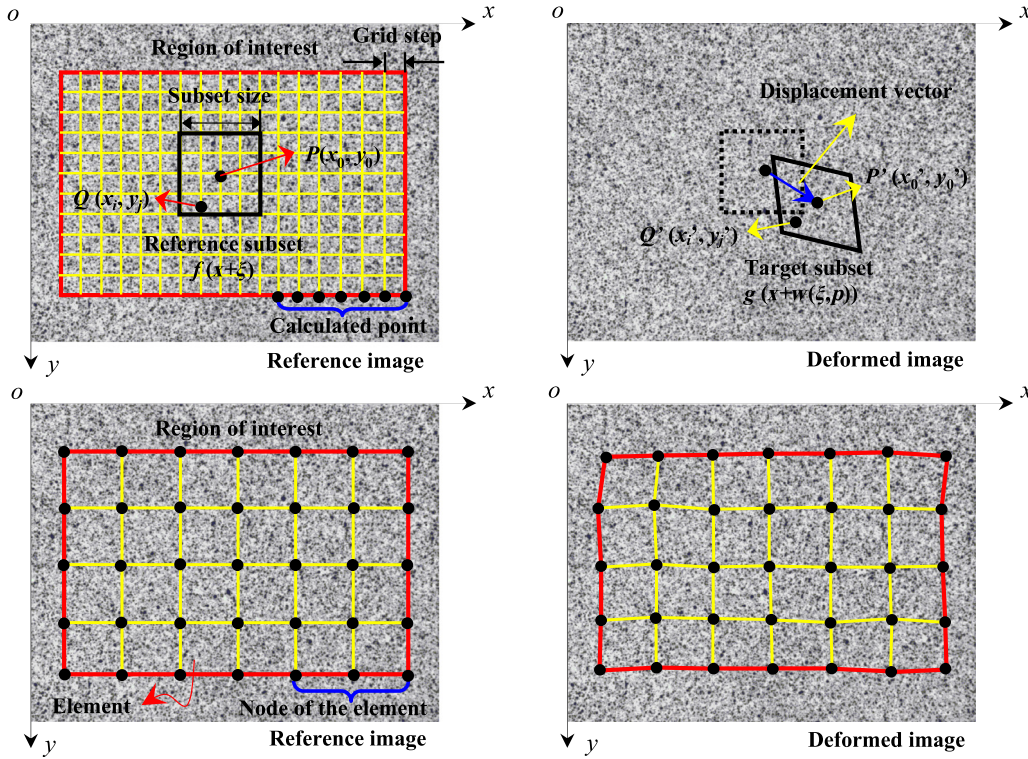 o
x
Region of interest
Grid step
Subset size
P(x₀, y₀)
Q (xᵢ, yⱼ)
Reference subset
f (x+ξ)
Calculated point
y
Reference image
o
x
Displacement vector
P’ (x₀’, y₀’)
Q’ (xᵢ’, yⱼ’)
Target subset
g (x+w(ξ,p))
y
Deformed image
o
x
Region of interest
Element
Node of the element
y
Reference image
o
x
y
Deformed image